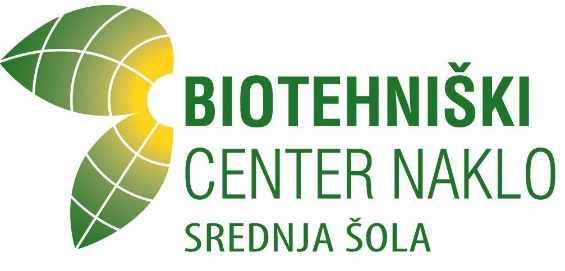 BIOTEHNIŠKI
CENTER NAKLO
SREDNJA ŠOLA